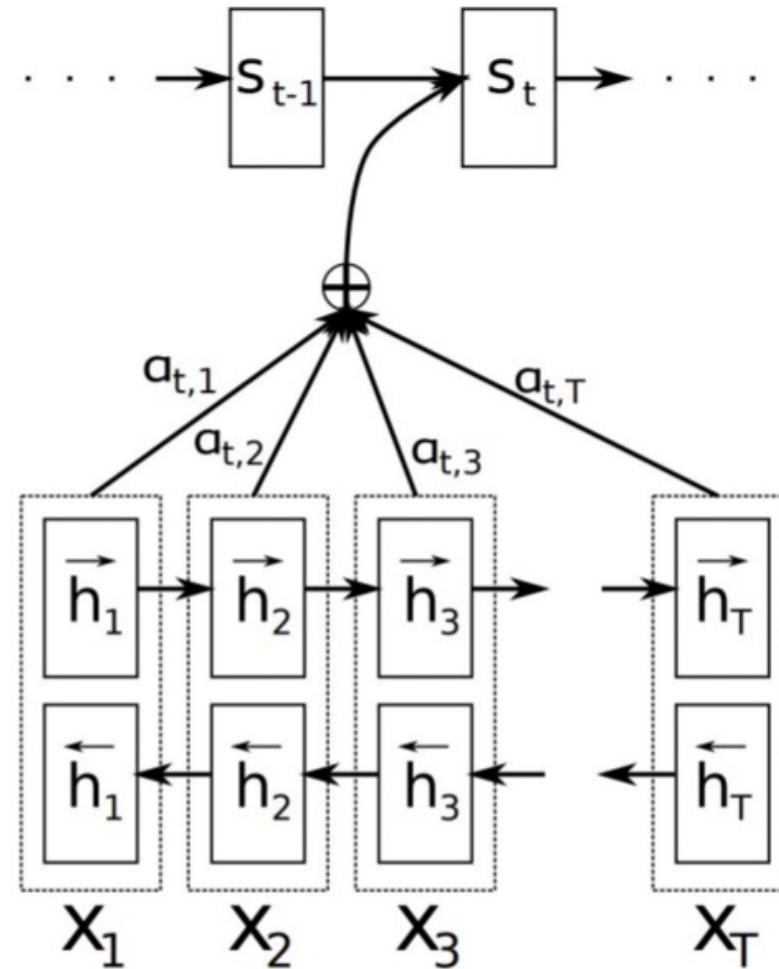 . . . s t-1 s t . . .
a t,1 a t,T
a t,2 a t,3
h 1 h 2 h 3 h T
h 1 h 2 h 3 h T
x 1 x 2 x 3 x T